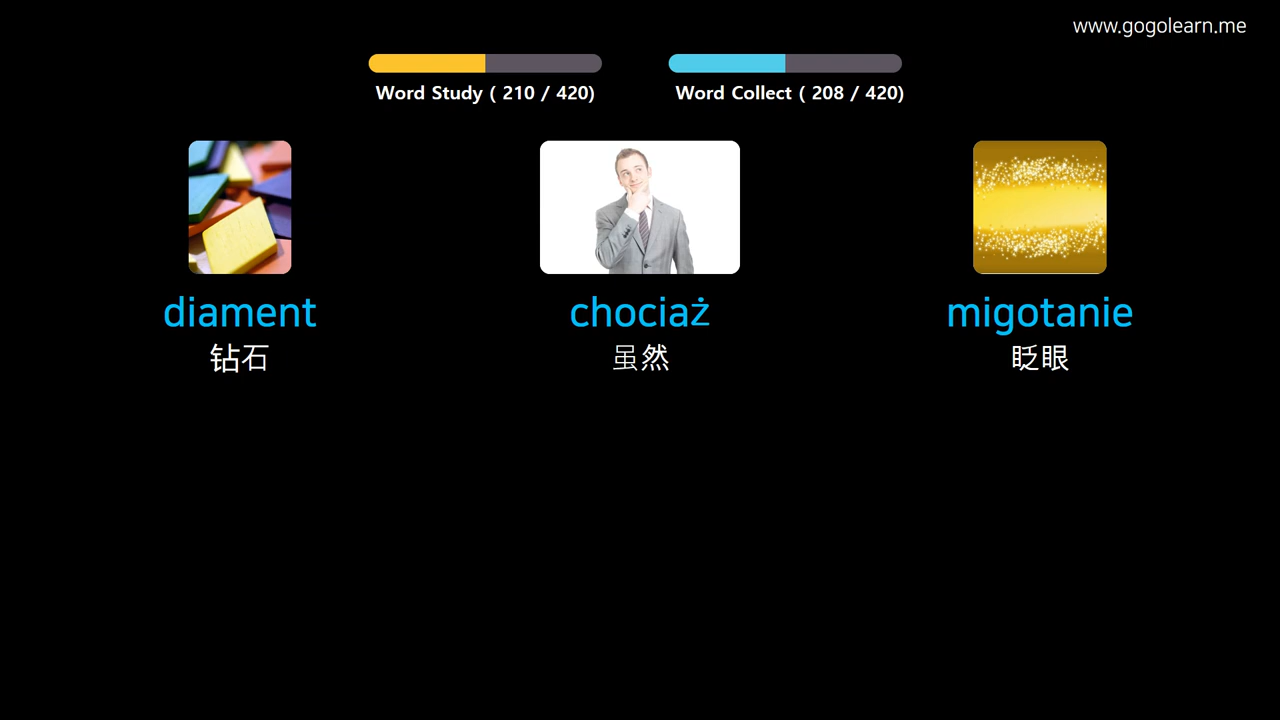 www.gogolearn.me
Word Study ( 210 / 420)
Word Collect ( 208 / 420)
diament
chociaż
migotanie
钻石
虽然
眨眼